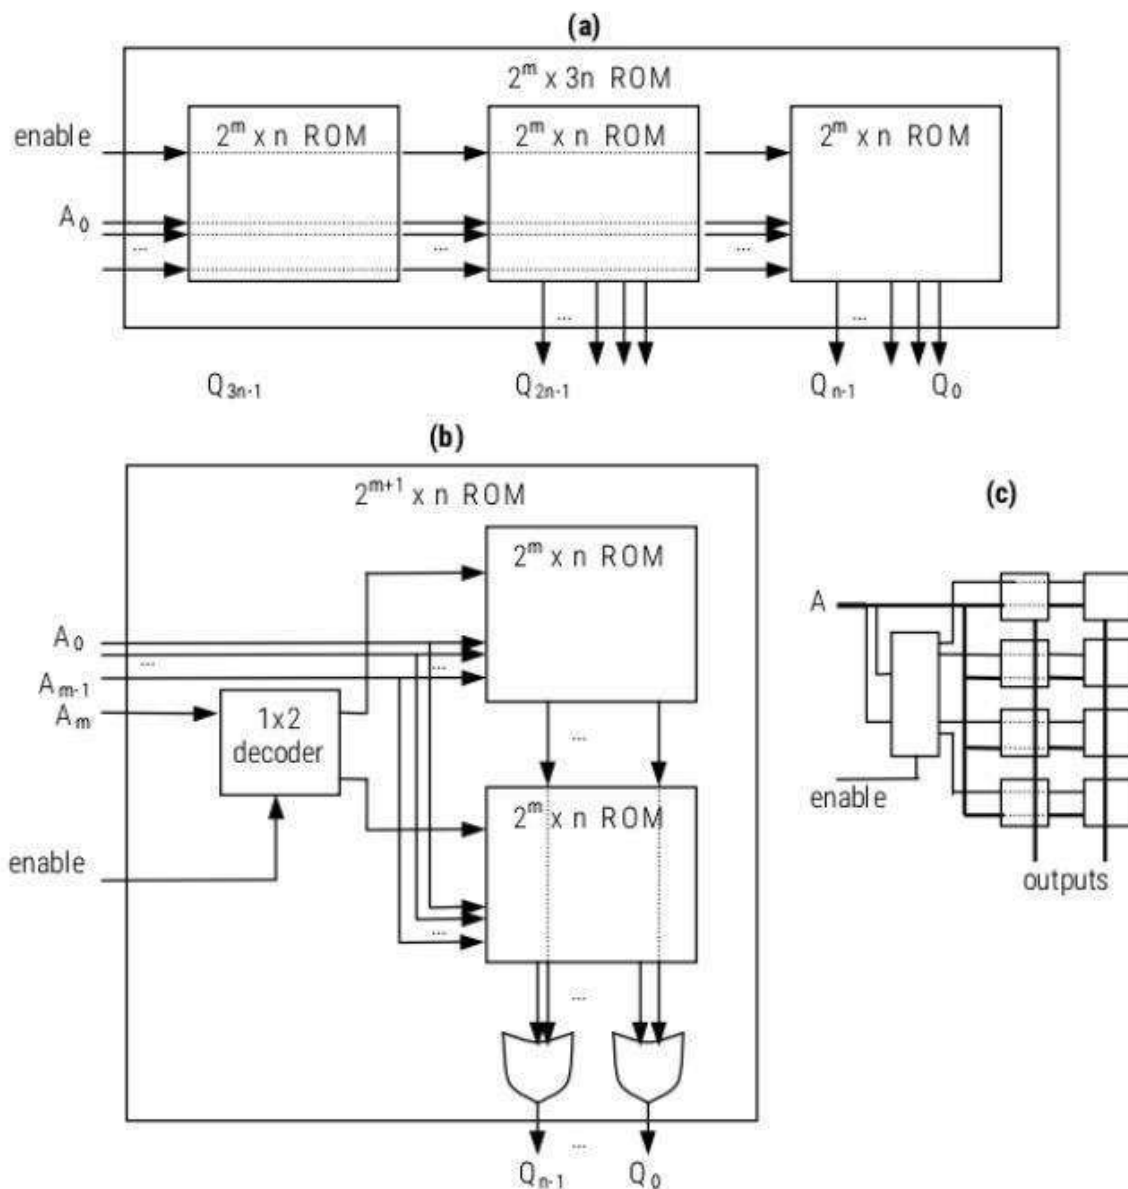 (a)
2^m x 3n ROM
enable
2^m x n ROM
2^m x n ROM
2^m x n ROM
A₀
...
...
...
...
...
Q₃ₙ₋₁
Q₂ₙ₋₁
Qₙ₋₁
Q₀
(b)
2^m+1 x n ROM
2^m x n ROM
A₀
...
...
Aₘ₋₁
Aₘ
1x2
decoder
...
2^m x n ROM
enable
...
...
...
Qₙ₋₁
Q₀
(c)
A
enable
outputs